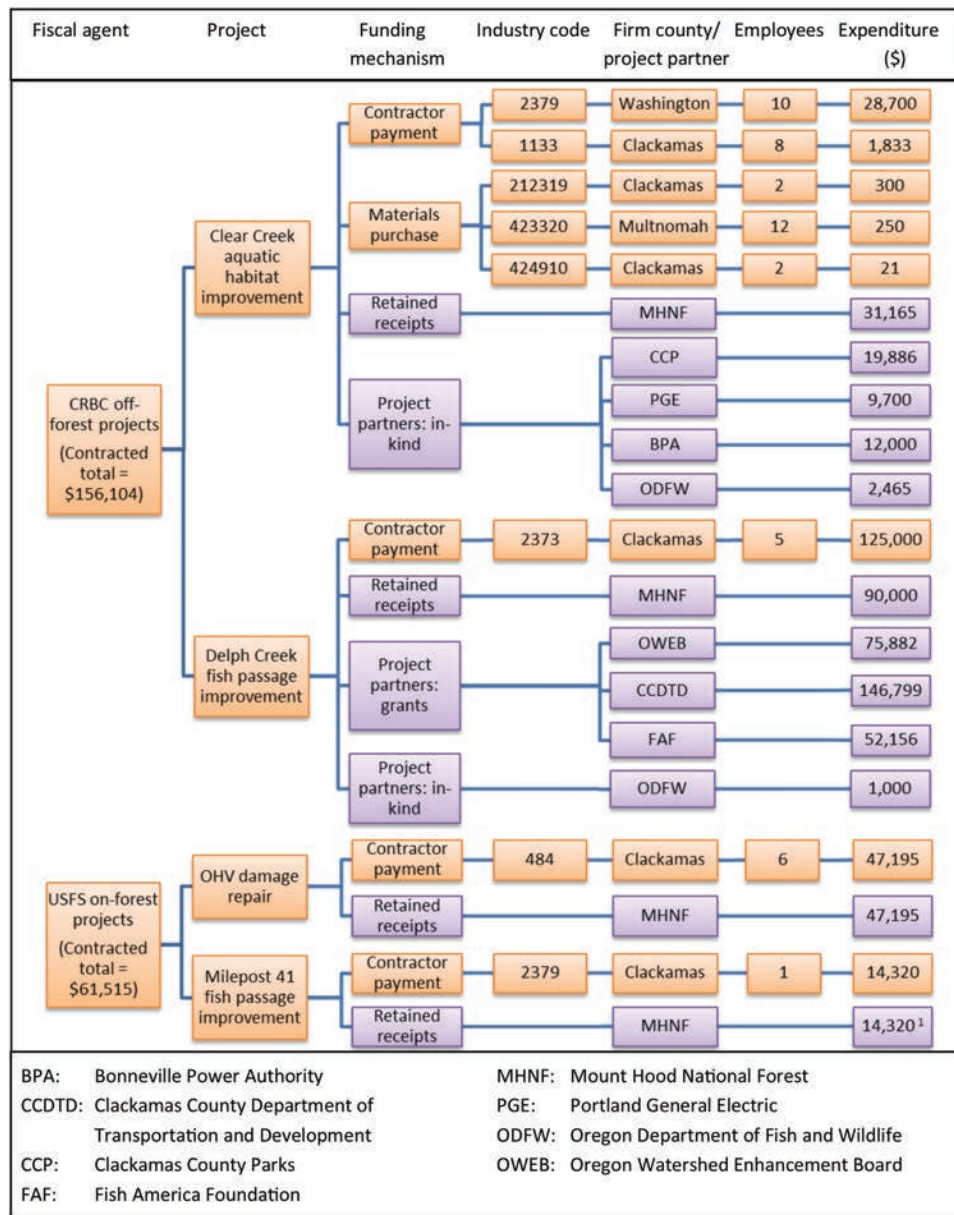 Fiscal agent Project Funding mechanism Industry code Firm county/ project partner Employees Expenditure ($)
Contractor payment
2379 Washington 10 28,700
1133 Clackamas 8 1,833
Materials purchase
212319 Clackamas 2 300
423320 Multnomah 12 250
424910 Clackamas 2 21
Clear Creek
aquatic
habitat
improvement
Retained
receipts
MHNF 31,165
Project
partners: in-
kind
CCP 19,886
PGE 9,700
BPA 12,000
ODFW 2,465
CRBC off-
forest projects
(Contracted
total =
$156,104)
Contractor
payment
2373 Clackamas 5 125,000
Retained
receipts
MHNF 90,000
Delph Creek
fish passage
improvement
Project
partners:
grants
OWEB 75,882
CCDTD 146,799
FAF 52,156
Project
partners: in-
kind
ODFW 1,000
USFS on-forest
projects
(Contracted
total =
$61,515)
OHV damage
repair
Contractor
payment
484 Clackamas 6 47,195
Retained
receipts
MHNF 47,195
Milepost 41
fish passage
improvement
Contractor
payment
2379 Clackamas 1 14,320
Retained
receipts
MHNF 14,320 1
BPA: Bonneville Power Authority
CCDTD: Clackamas County Department of
Transportation and Development
CCP: Clackamas County Parks
FAF: Fish America Foundation
MHNF: Mount Hood National Forest
PGE: Portland General Electric
ODFW: Oregon Department of Fish and Wildlife
OWEB: Oregon Watershed Enhancement Board